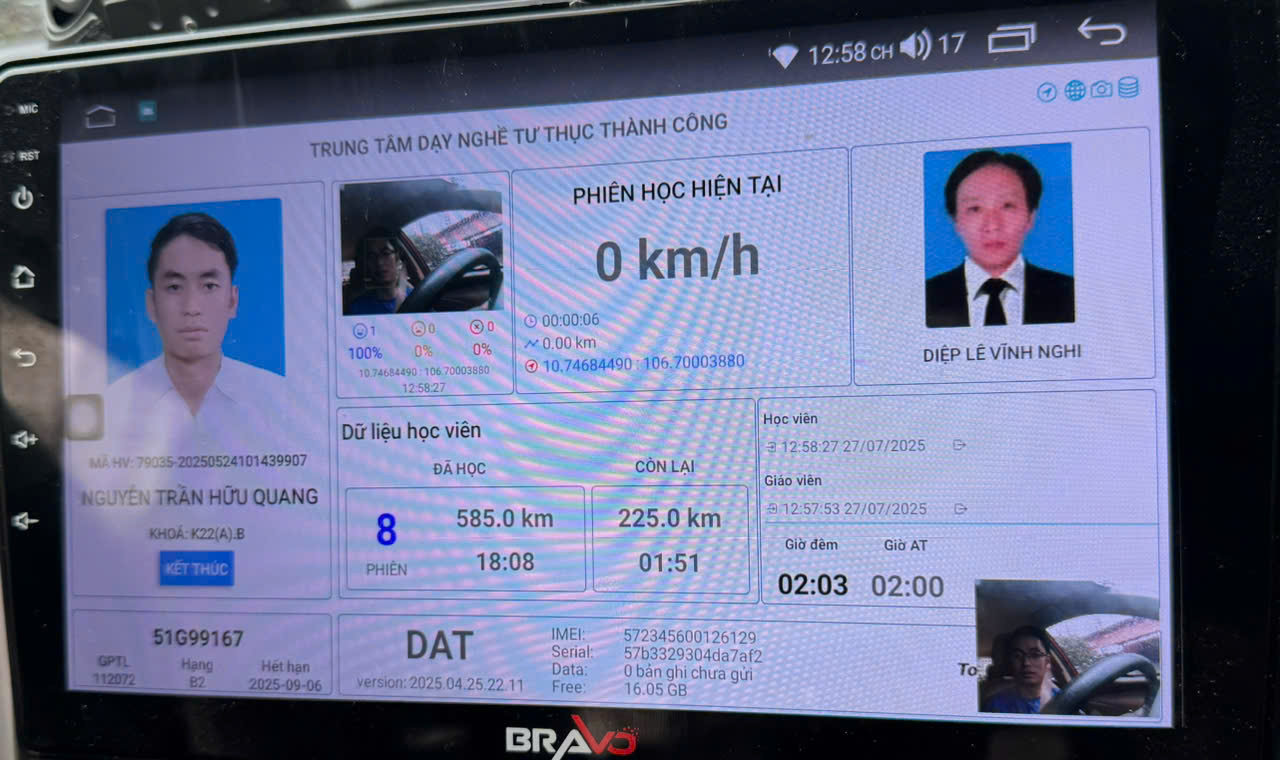 MIC
RST
12:58 CH 17
TRUNG TÂM DẠY NGHỀ TƯ THỤC THÀNH CÔNG
MÃ HV: 79035-20250524101439907
NGUYỄN TRẦN HỮU QUANG
KHOÁ: K22(A).B
KẾT THÚC
1 0 0
100% 0% 0%
10.74684490 : 106.70003880
12:58:27
PHIÊN HỌC HIỆN TẠI
0 km/h
00:00:06
0.00 km
10.74684490 : 106.70003880
DIỆP LÊ VĨNH NGHI
Dữ liệu học viên
ĐÃ HỌC CÒN LẠI
8 585.0 km 225.0 km
PHIÊN 18:08 01:51
Học viên
12:58:27 27/07/2025
Giáo viên
12:57:53 27/07/2025
Giờ đêm Giờ AT
02:03 02:00
51G99167
GPTL Hạng Hết hạn
112072 B2 2025-09-06
DAT
version: 2025.04.25.22.11
IMEI: 572345600126129
Serial: 57b3329304da7af2
Data: 0 bản ghi chưa gửi
Free: 16.05 GB
To
BRAVO